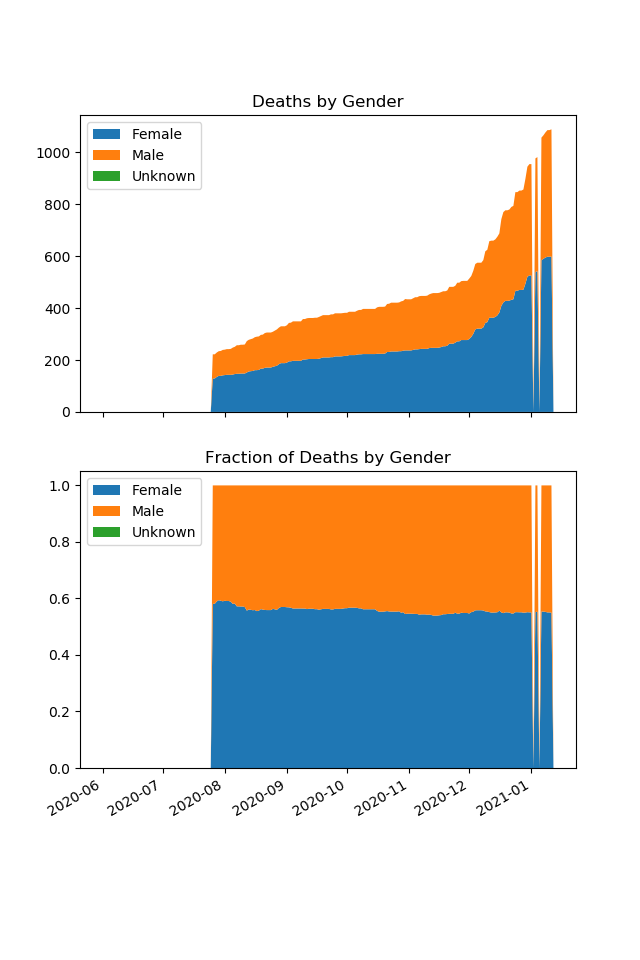 Deaths by Gender
Female
Male
Unknown
1000
800
600
400
200
0
Fraction of Deaths by Gender
Female
Male
Unknown
1.0
0.8
0.6
0.4
0.2
0.0
2020-06 2020-07 2020-08 2020-09 2020-10 2020-11 2020-12 2021-01